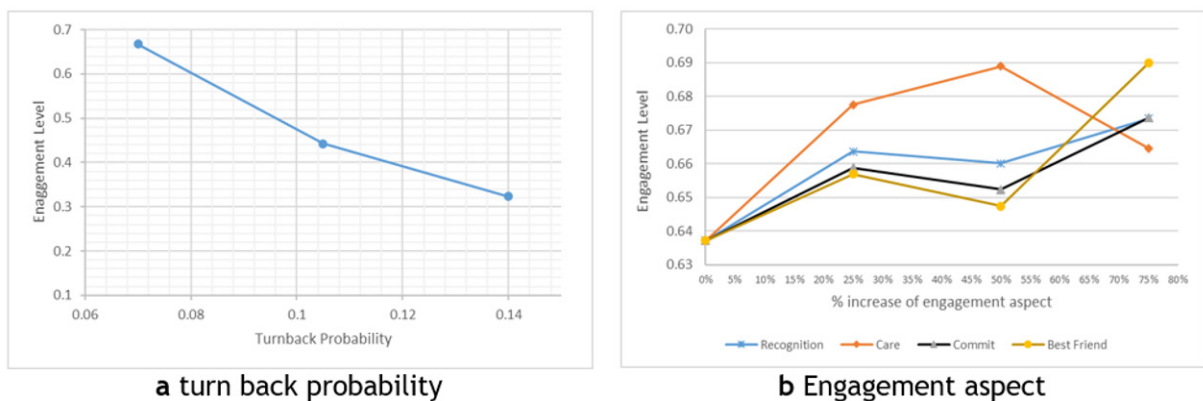 0.7
0.6
0.5
0.4
0.3
0.2
0.1
Enaggement Level
0.06 0.08 0.1 0.12 0.14
Turnback Probability
a turn back probability
0.70
0.69
0.68
0.67
0.66
0.65
0.64
0.63
Engagement Level
0% 5% 10% 15% 20% 25% 30% 35% 40% 45% 50% 55% 60% 65% 70% 75% 80%
% increase of engagement aspect
Recognition Care Commit Best Friend
b Engagement aspect